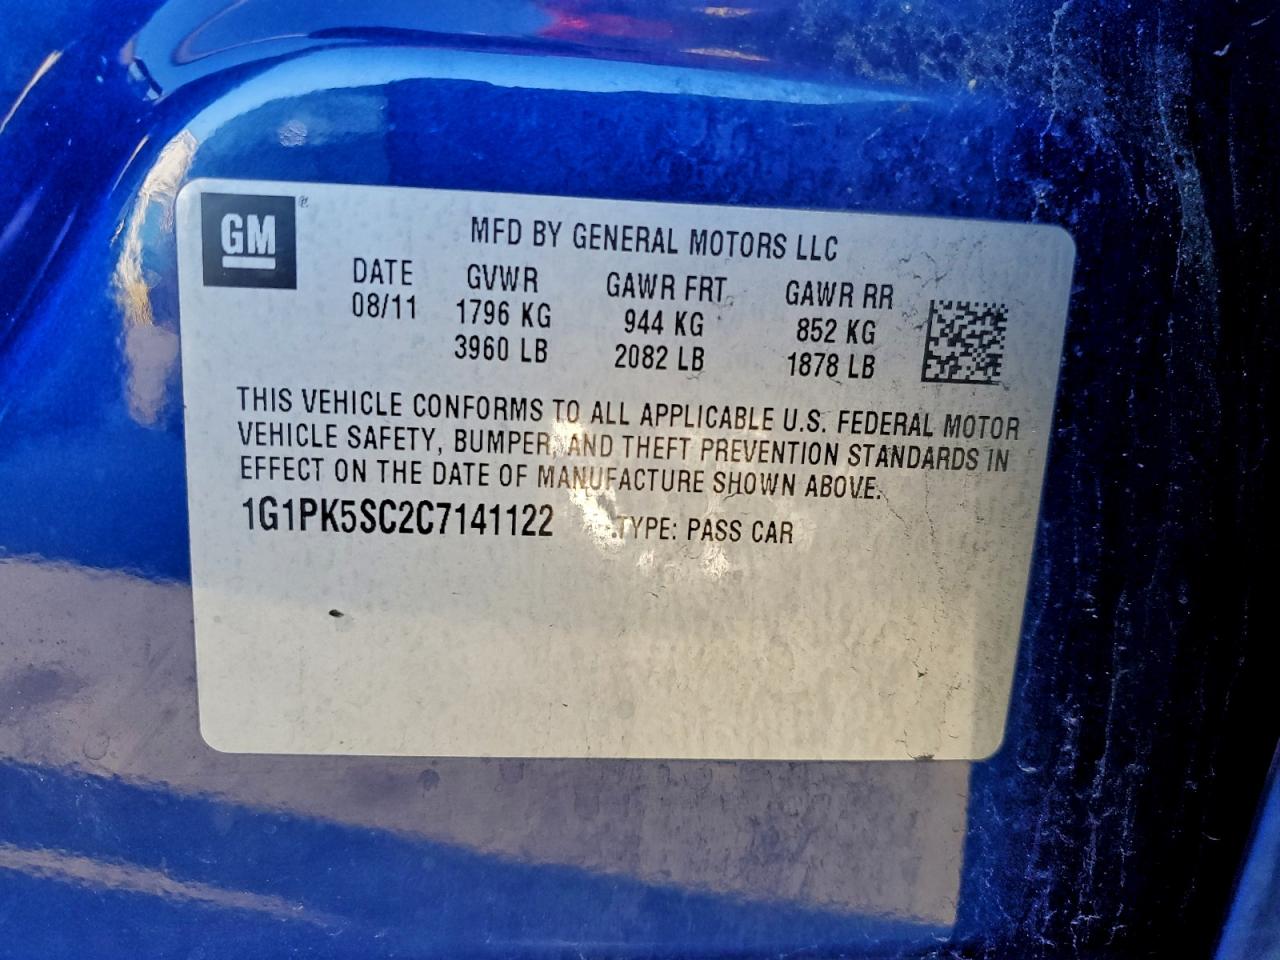 GM ®
MFD BY GENERAL MOTORS LLC
DATE GVWR GAWR FRT GAWR RR
08/11 1796 KG 944 KG 852 KG
3960 LB 2082 LB 1878 LB
THIS VEHICLE CONFORMS TO ALL APPLICABLE U.S. FEDERAL MOTOR
VEHICLE SAFETY, BUMPER, AND THEFT PREVENTION STANDARDS IN
EFFECT ON THE DATE OF MANUFACTURE SHOWN ABOVE.
1G1PK5SC2C7141122 TYPE: PASS CAR